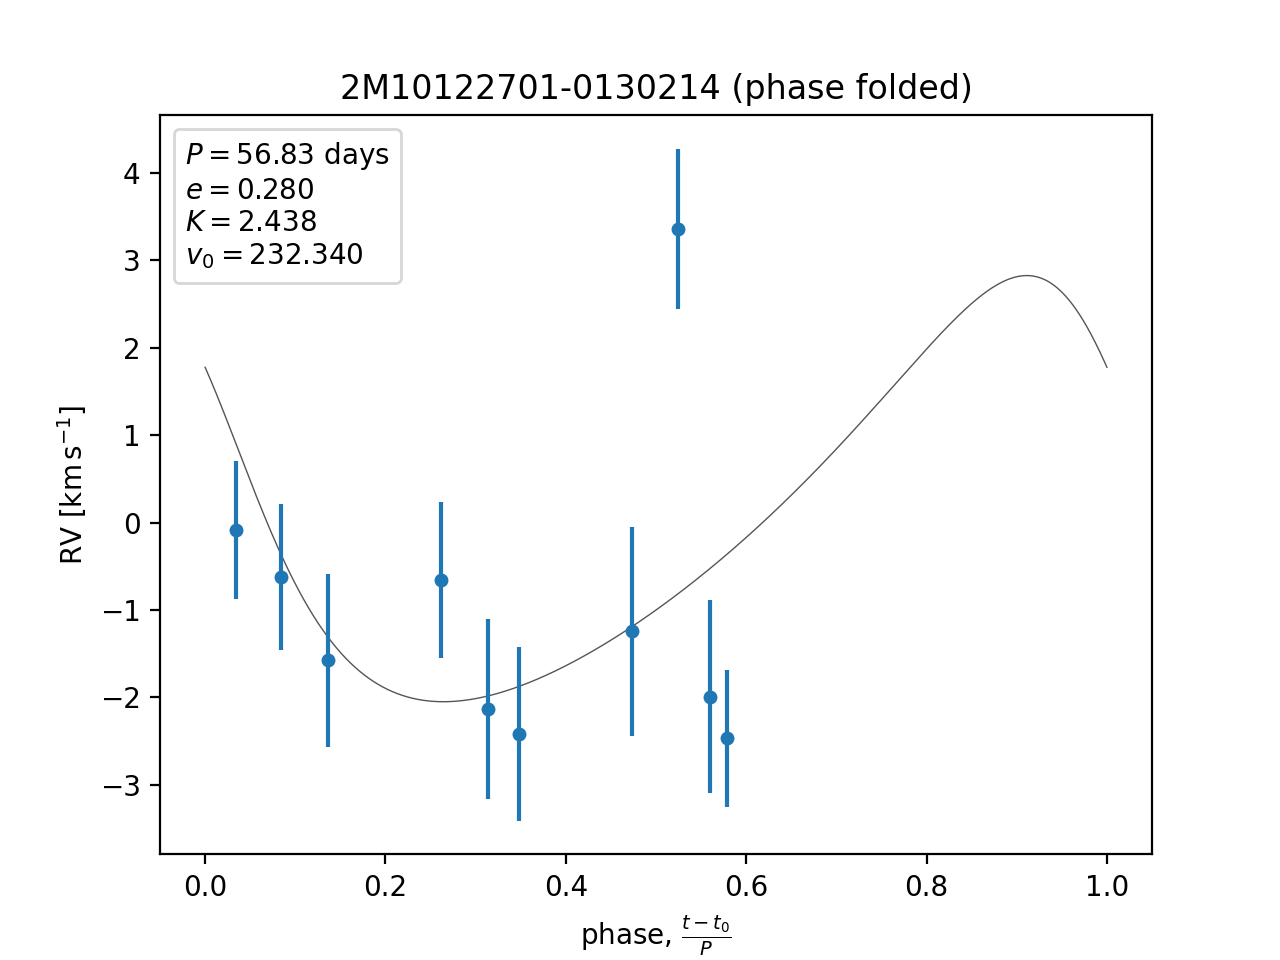 2M10122701-0130214 (phase folded)
P = 56.83 days
e = 0.280
K = 2.438
v₀ = 232.340
RV [km s⁻¹]
4
3
2
1
0
−1
−2
−3
0.0 0.2 0.4 0.6 0.8 1.0
phase, (t − t₀)/P